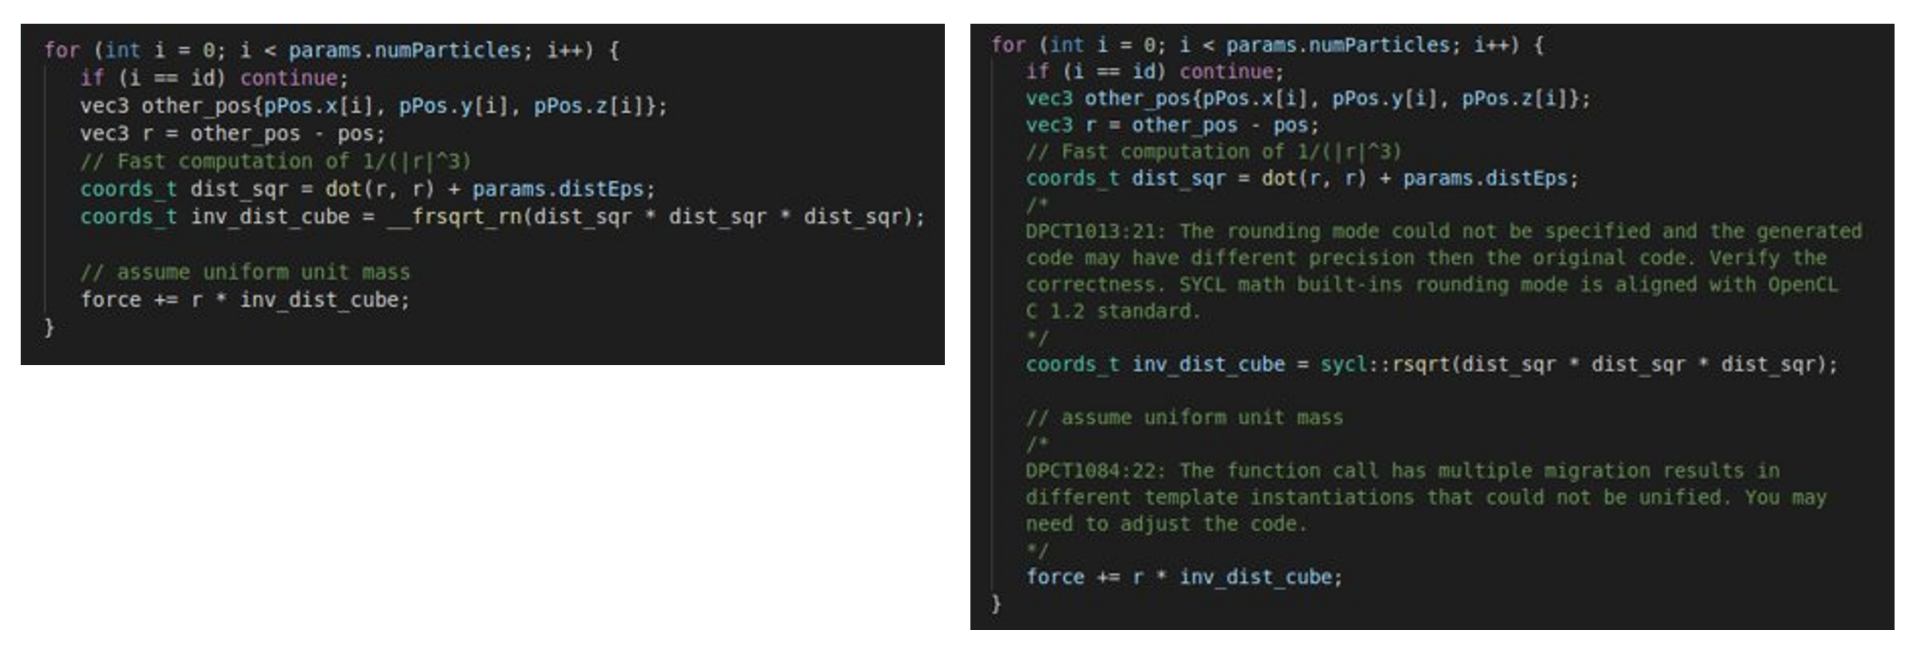 for (int i = 0; i < params.numParticles; i++) {
if (i == id) continue;
vec3 other_pos{pPos.x[i], pPos.y[i], pPos.z[i]};
vec3 r = other_pos - pos;
// Fast computation of 1/(|r|^3)
coords_t dist_sqr = dot(r, r) + params.distEps;
coords_t inv_dist_cube = __frsqrt_rn(dist_sqr * dist_sqr * dist_sqr);
// assume uniform unit mass
force += r * inv_dist_cube;
}
for (int i = 0; i < params.numParticles; i++) {
if (i == id) continue;
vec3 other_pos{pPos.x[i], pPos.y[i], pPos.z[i]};
vec3 r = other_pos - pos;
// Fast computation of 1/(|r|^3)
coords_t dist_sqr = dot(r, r) + params.distEps;
/*
DPCT1013:21: The rounding mode could not be specified and the generated
code may have different precision then the original code. Verify the
correctness. SYCL math built-ins rounding mode is aligned with OpenCL
C 1.2 standard.
*/
coords_t inv_dist_cube = sycl::rsqrt(dist_sqr * dist_sqr * dist_sqr);
// assume uniform unit mass
/*
DPCT1084:22: The function call has multiple migration results in
different template instantiations that could not be unified. You may
need to adjust the code.
*/
force += r * inv_dist_cube;
}